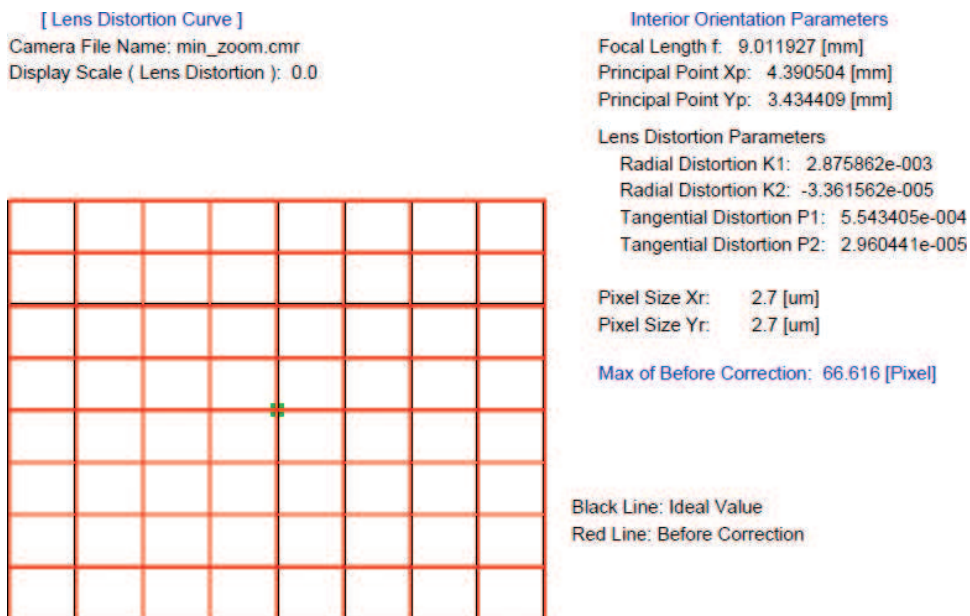 [ Lens Distortion Curve ]
Camera File Name: min_zoom.cmr
Display Scale ( Lens Distortion ): 0.0
Interior Orientation Parameters
Focal Length f: 9.011927 [mm]
Principal Point Xp: 4.390504 [mm]
Principal Point Yp: 3.434409 [mm]
Lens Distortion Parameters
Radial Distortion K1: 2.875862e-003
Radial Distortion K2: -3.361562e-005
Tangential Distortion P1: 5.543405e-004
Tangential Distortion P2: 2.960441e-005
Pixel Size Xr: 2.7 [um]
Pixel Size Yr: 2.7 [um]
Max of Before Correction: 66.616 [Pixel]
Black Line: Ideal Value
Red Line: Before Correction